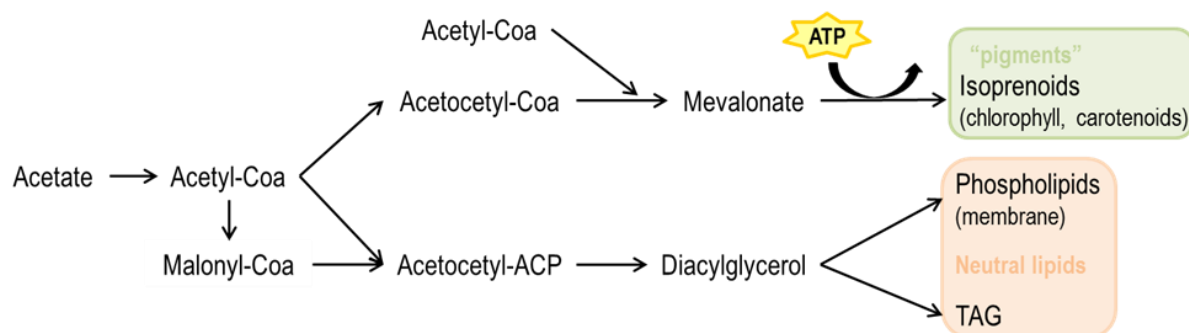 Acetyl-Coa
ATP
"pigments"
Isoprenoids
(chlorophyll, carotenoids)
Acetocetyl-Coa
Mevalonate
Acetate
Acetyl-Coa
Malonyl-Coa
Acetocetyl-ACP
Diacylglycerol
Phospholipids
(membrane)
Neutral lipids
TAG